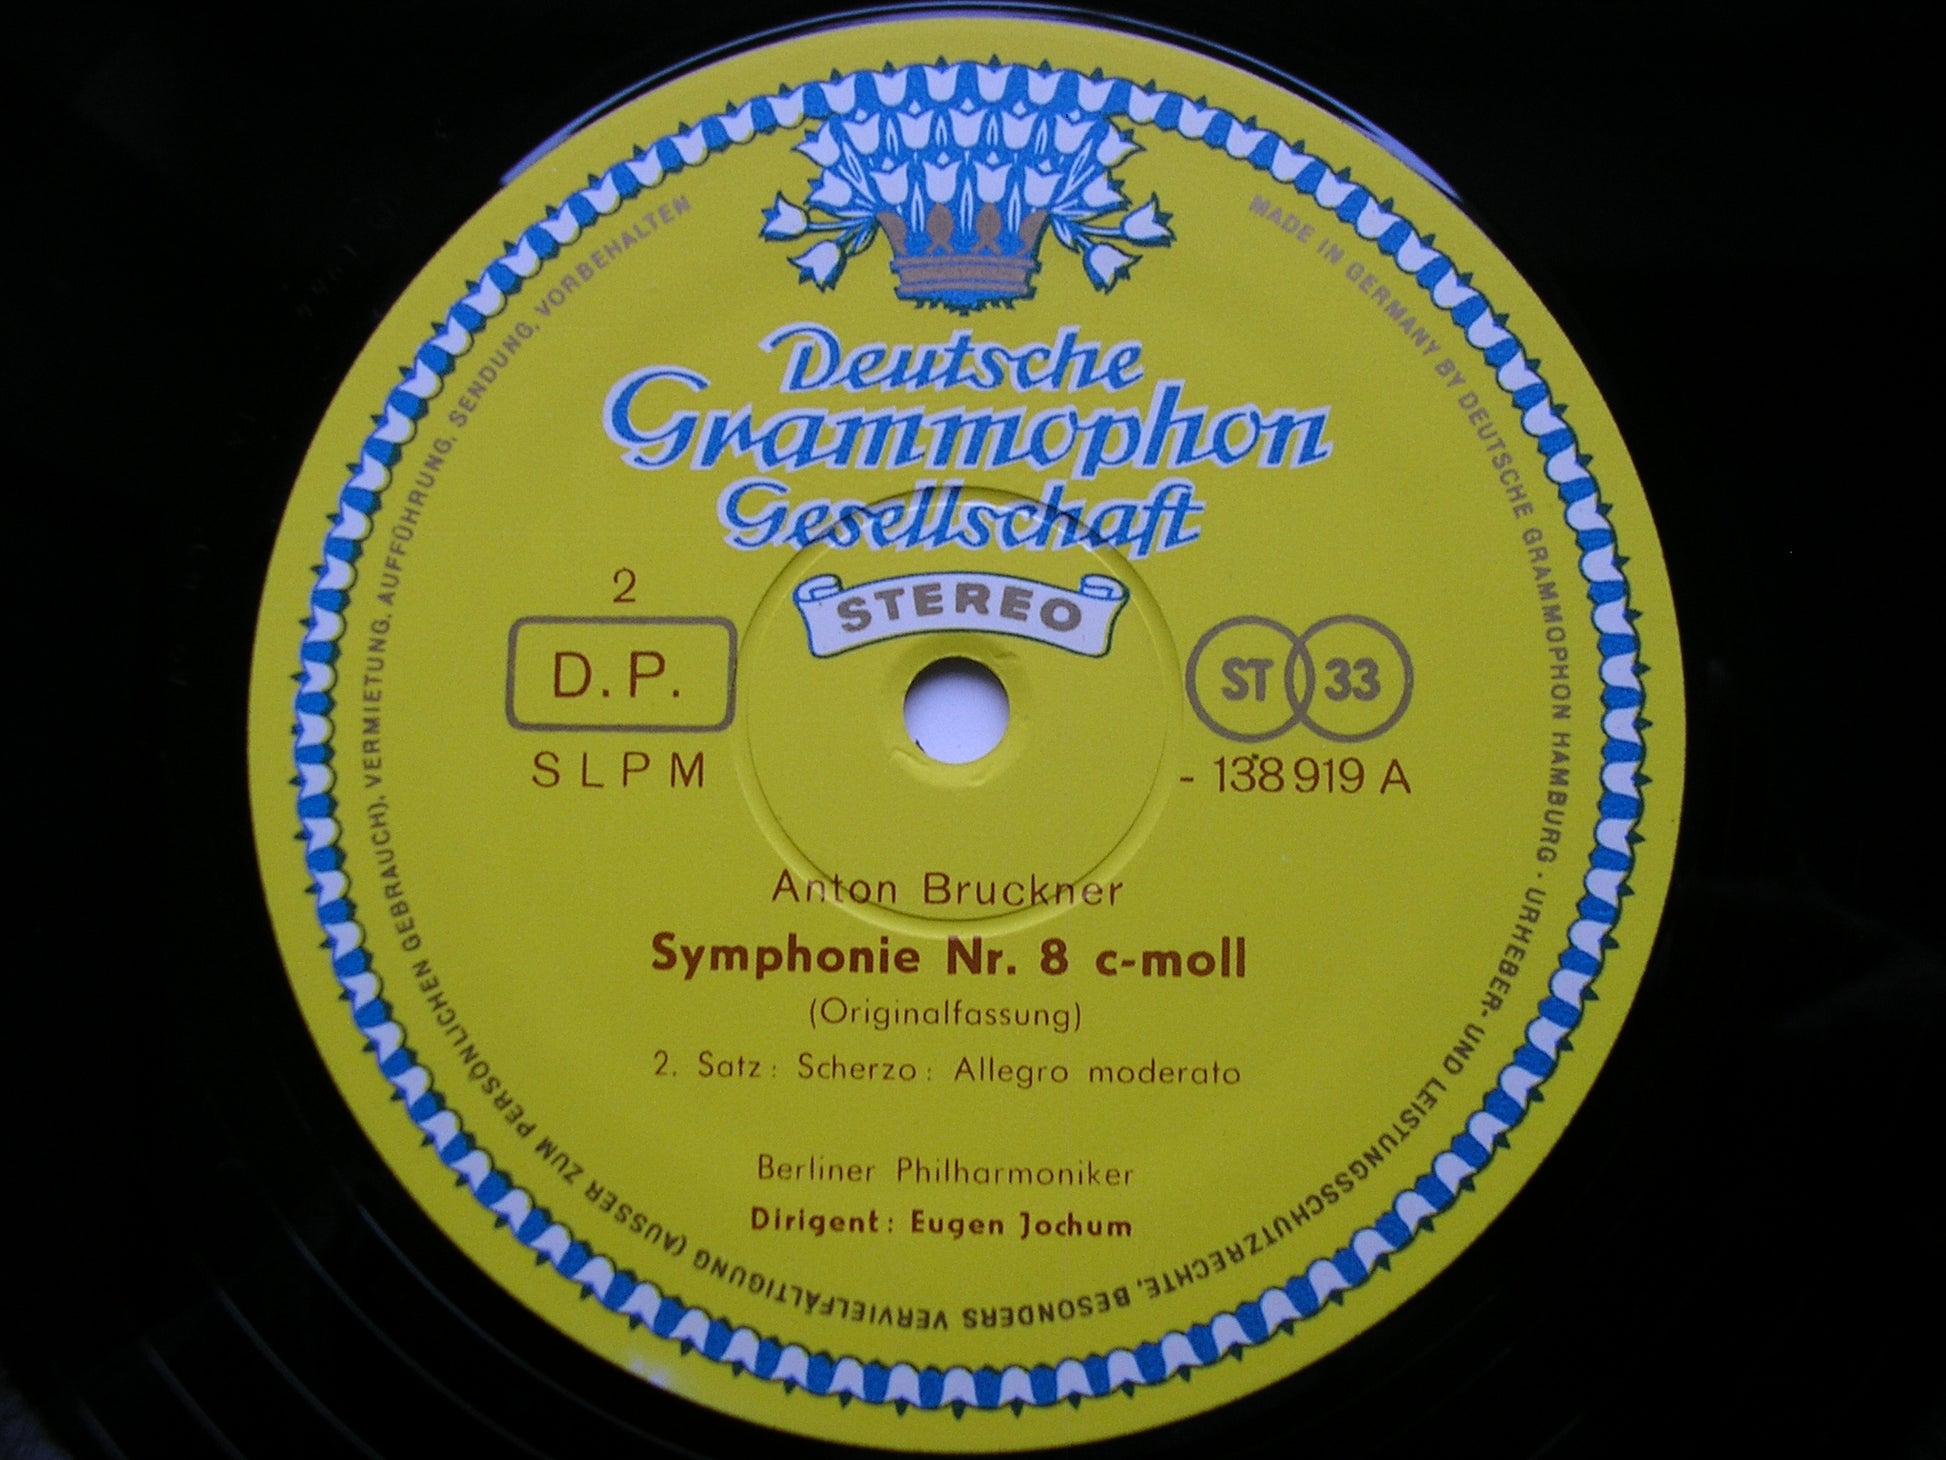 Deutsche
Grammophon
Gesellschaft
STEREO
2
D.P.
ST 33
SLPM
- 138 919 A
Anton Bruckner
Symphonie Nr. 8 c-moll
(Originalfassung)
2. Satz: Scherzo: Allegro moderato
Berliner Philharmoniker
Dirigent: Eugen Jochum
MADE IN GERMANY BY DEUTSCHE GRAMMOPHON HAMBURG · URHEBER- UND LEISTUNGSSCHUTZRECHTE, BESONDERS VERVIELFÄLTIGUNG (AUSSER ZUM PERSÖNLICHEN GEBRAUCH), VERMIETUNG, AUFFÜHRUNG, SENDUNG, VORBEHALTEN